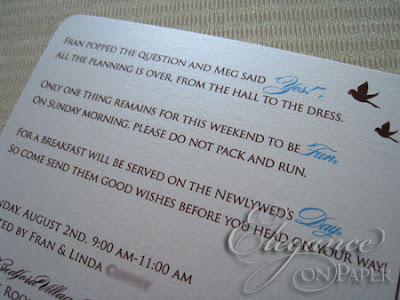 Fran popped the Question and Meg said Yes!,
All the planning is over, from the hall to the dress.
Only one thing remains for this weekend to be Fun,
on Sunday morning, please do not pack and run.
For a breakfast will be served on the Newlywed's Day,
So come send them good wishes before you head on your way!
nday, August 2nd, 9:00 am-11:00 am
osted by Fran & Linda
Bedford Village
Elegance
on Paper